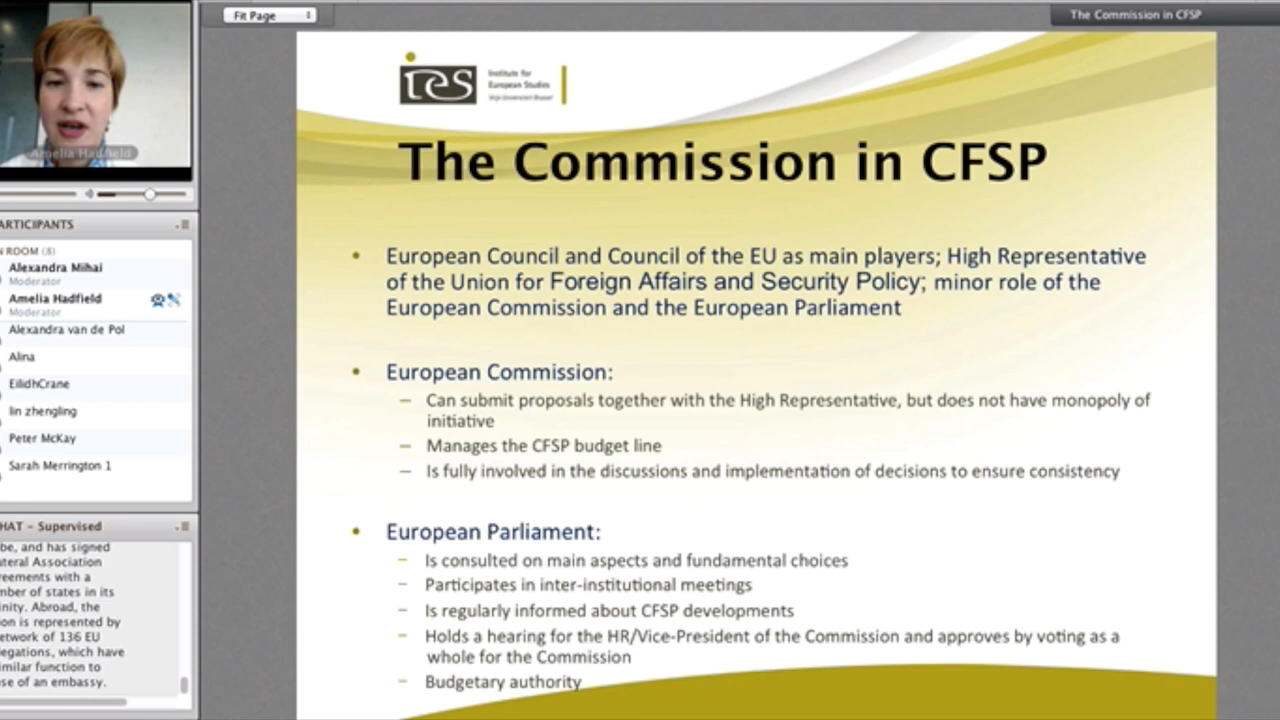 Fit Page
The Commission in CFSP
Amelia Hadfield
ies
Institute for
European Studies
Vrije Universiteit Brussel
The Commission in CFSP
• European Council and Council of the EU as main players; High Representative
of the Union for Foreign Affairs and Security Policy; minor role of the
European Commission and the European Parliament
• European Commission:
– Can submit proposals together with the High Representative, but does not have monopoly of
initiative
– Manages the CFSP budget line
– Is fully involved in the discussions and implementation of decisions to ensure consistency
• European Parliament:
– Is consulted on main aspects and fundamental choices
– Participates in inter-institutional meetings
– Is regularly informed about CFSP developments
– Holds a hearing for the HR/Vice-President of the Commission and approves by voting as a
whole for the Commission
– Budgetary authority
ARTICIPANTS
N ROOM (8)
Alexandra Mihai
Moderator
Amelia Hadfield
Moderator
Alexandra van de Pol
Alina
EilidhCrane
lin zhengling
Peter McKay
Sarah Merrington 1
HAT – Supervised
be, and has signed
ateral Association
reements with a
mber of states in its
inity. Abroad, the
on is represented by
etwork of 136 EU
legations, which have
imilar function to
se of an embassy.